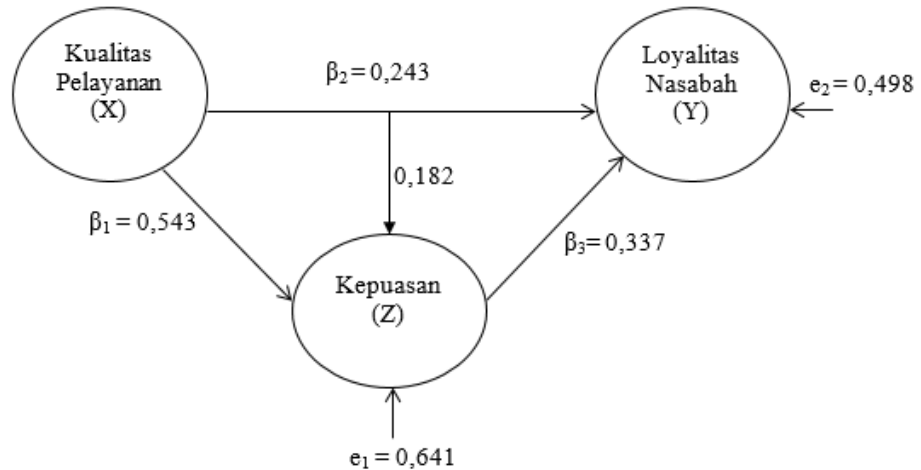 Kualitas
Pelayanan
(X)
β₂ = 0,243
Loyalitas
Nasabah
(Y)
e₂ = 0,498
0,182
β₁ = 0,543
β₃= 0,337
Kepuasan
(Z)
e₁ = 0,641